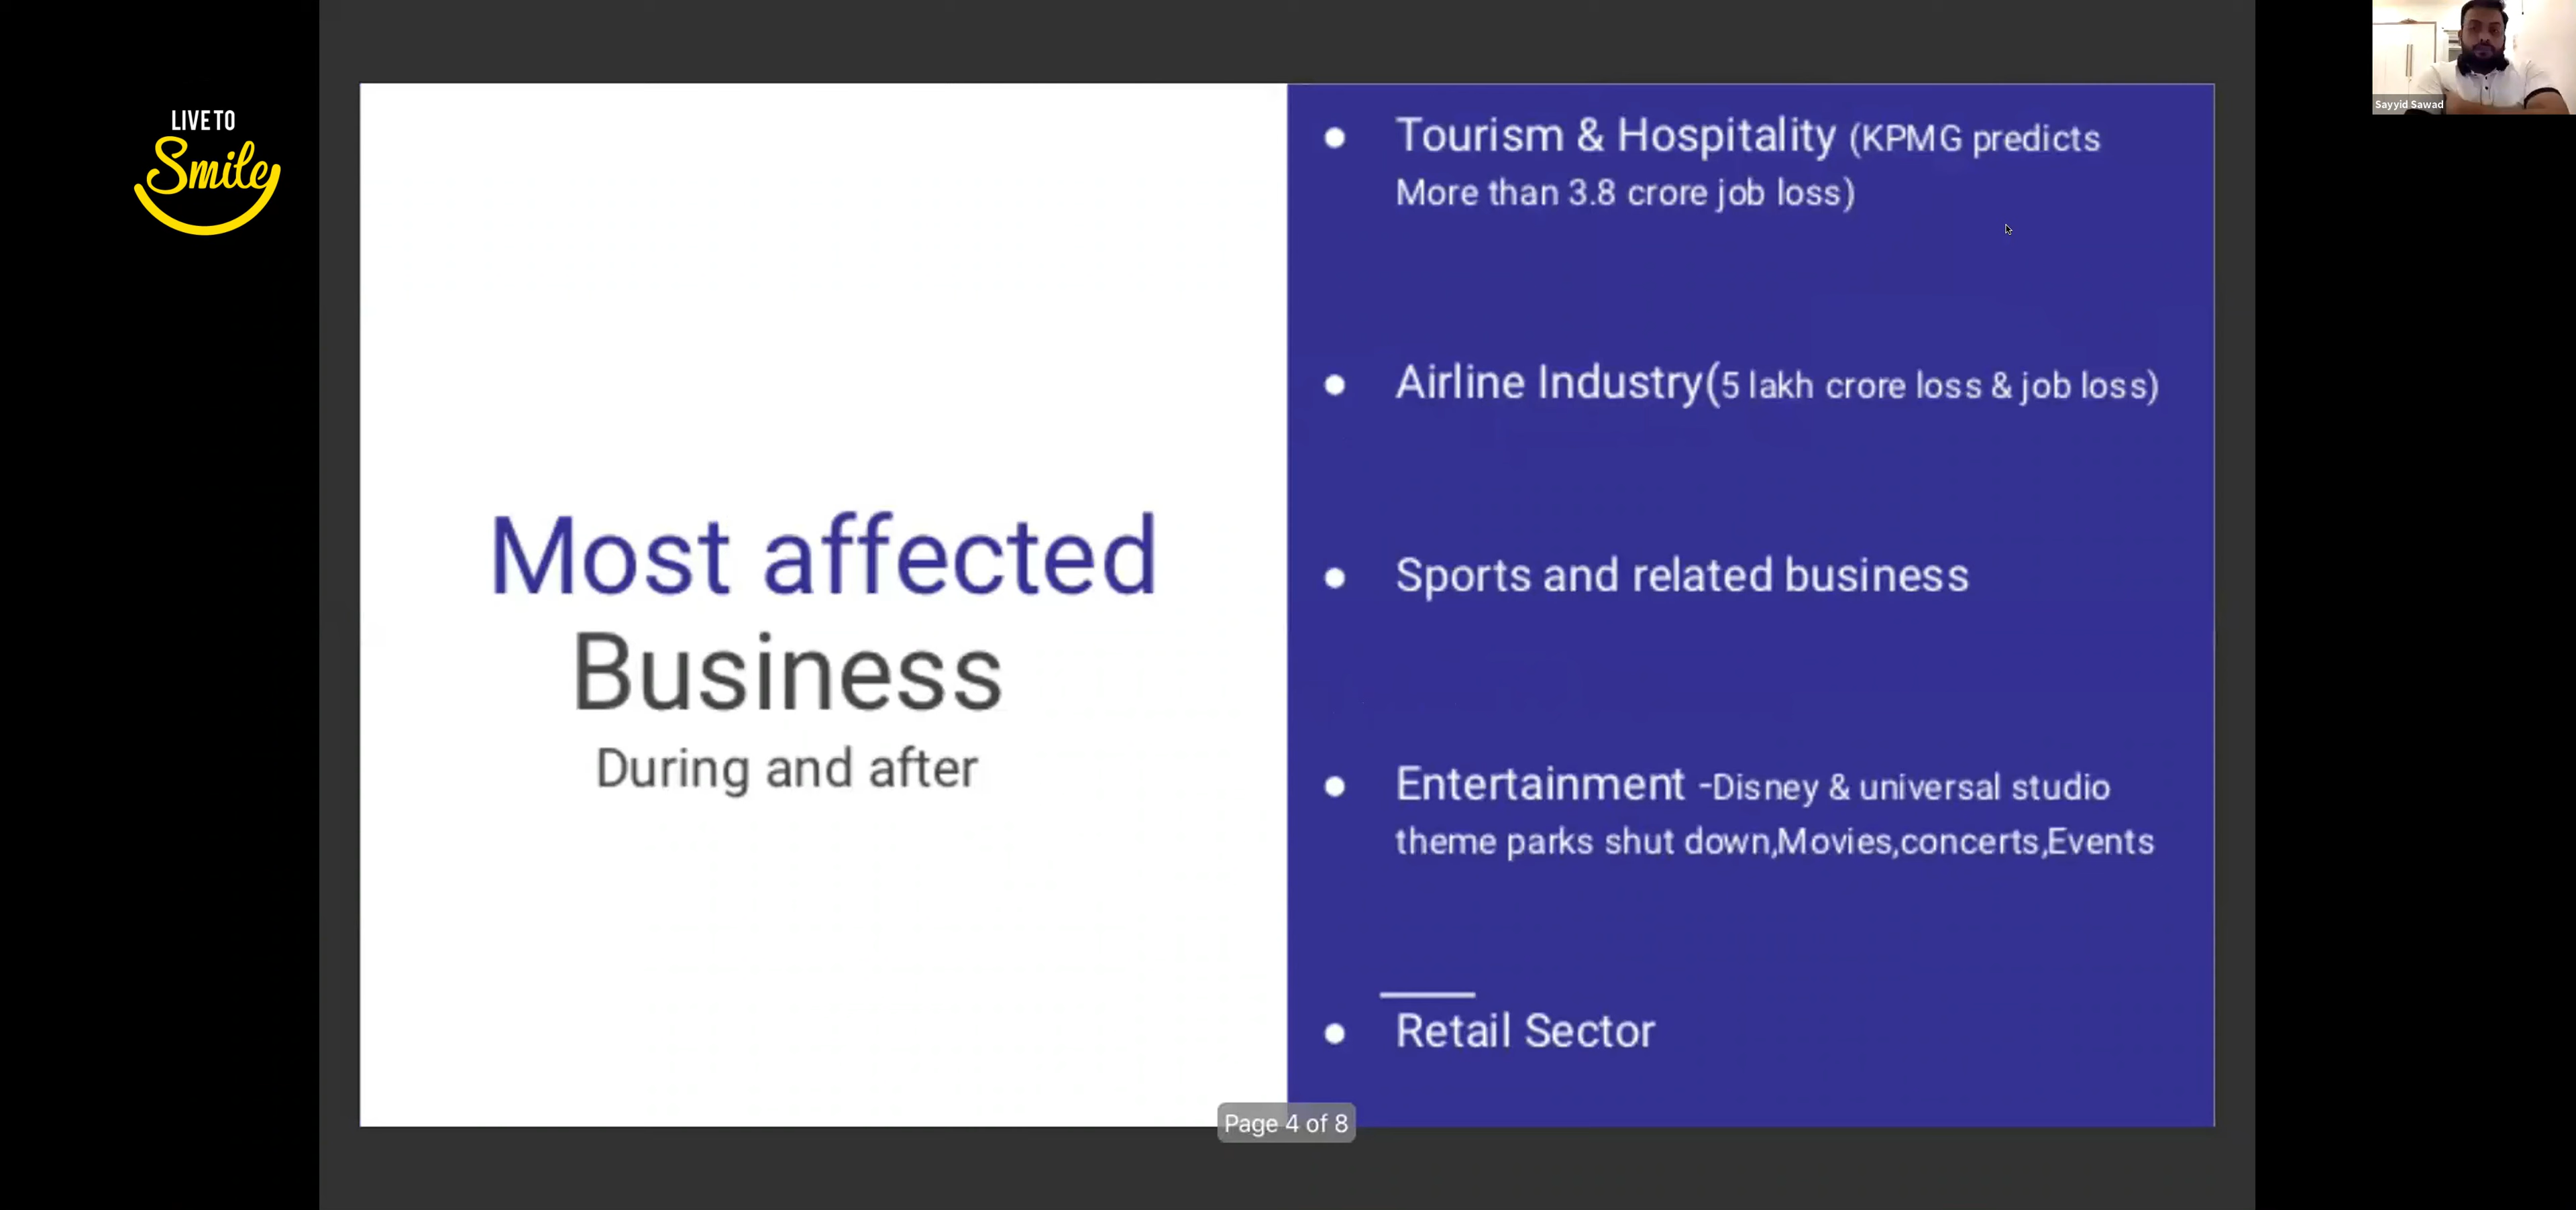 LIVE TO
Smile
Most affected
Business
During and after
Tourism & Hospitality (KPMG predicts
More than 3.8 crore job loss)
Airline Industry(5 lakh crore loss & job loss)
Sports and related business
Entertainment -Disney & universal studio
theme parks shut down,Movies,concerts,Events
Retail Sector
Page 4 of 8
Sayyid Sawad